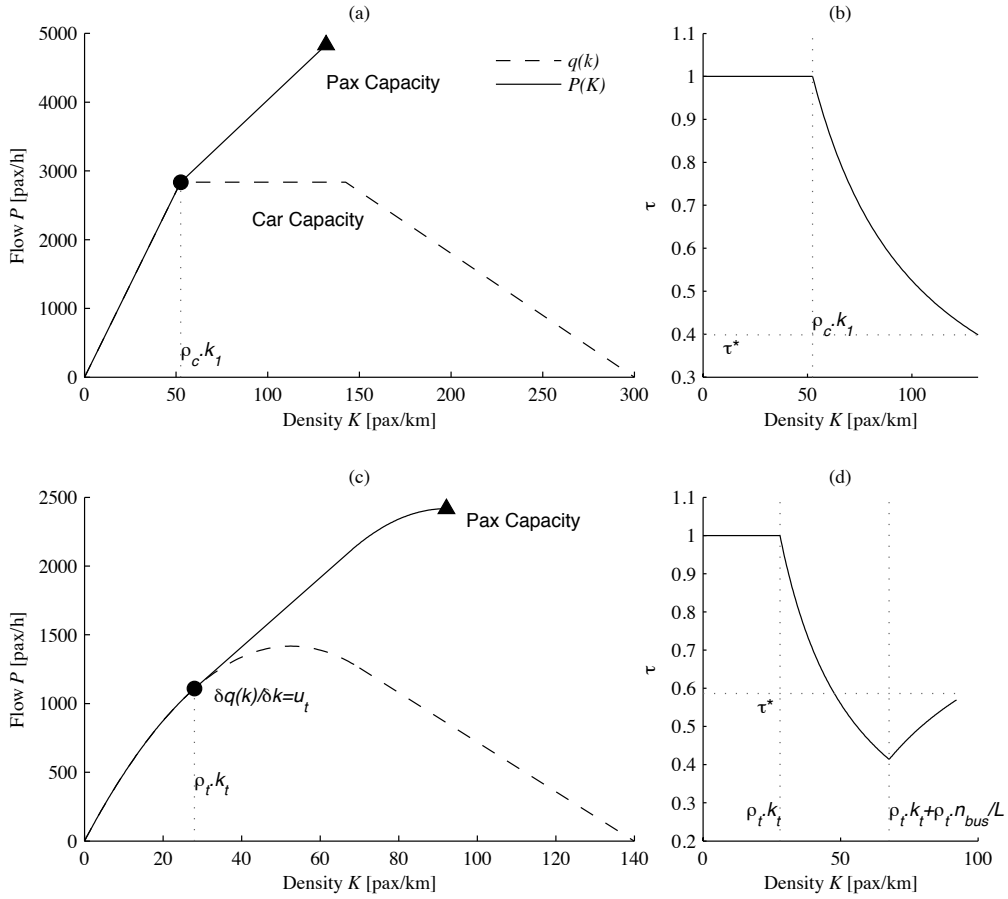 (a)
5000
4000
3000
2000
1000
0
Flow P [pax/h]
Pax Capacity
Car Capacity
q(k)
P(K)
ρc.k1
0 50 100 150 200 250 300
Density K [pax/km]
(b)
1.1
1
0.9
0.8
0.7
0.6
0.5
0.4
0.3
τ
ρc.k1
τ*
0 50 100
Density K [pax/km]
(c)
2500
2000
1500
1000
500
0
Flow P [pax/h]
Pax Capacity
δq(k)/δk=ut
ρt.kt
0 20 40 60 80 100 120 140
Density K [pax/km]
(d)
1.1
1
0.9
0.8
0.7
0.6
0.5
0.4
0.3
0.2
τ
τ*
ρt.kt
ρt.kt+ρt.nbus/L
0 50 100
Density K [pax/km]